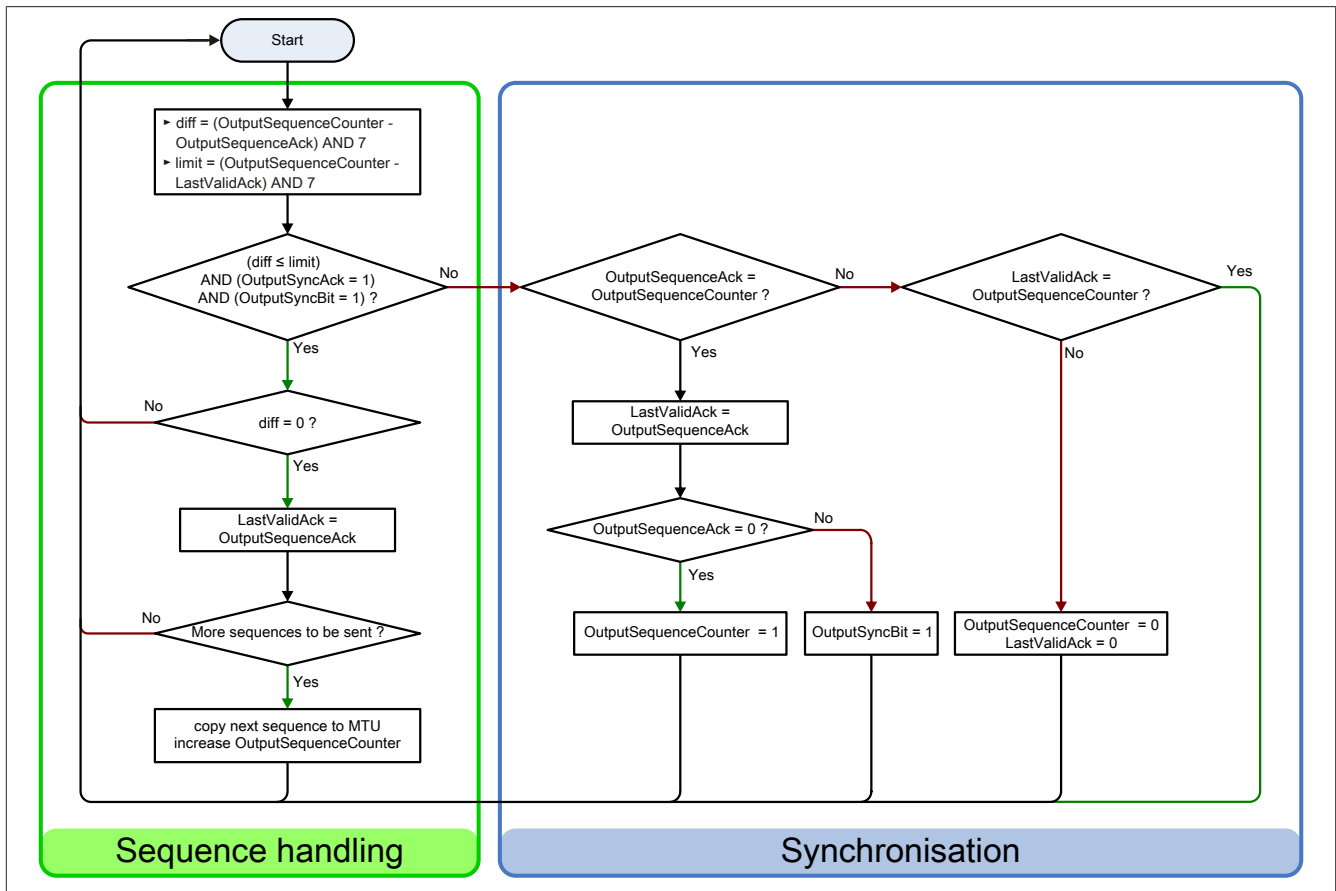 Start
► diff = (OutputSequenceCounter -
OutputSequenceAck) AND 7
► limit = (OutputSequenceCounter -
LastValidAck) AND 7
(diff ≤ limit)
AND (OutputSyncAck = 1)
AND (OutputSyncBit = 1) ?
No
Yes
No
diff = 0 ?
Yes
LastValidAck =
OutputSequenceAck
No
More sequences to be sent ?
Yes
copy next sequence to MTU
increase OutputSequenceCounter
Sequence handling
OutputSequenceAck =
OutputSequenceCounter ?
No
Yes
LastValidAck =
OutputSequenceAck
OutputSequenceAck = 0 ?
No
Yes
OutputSequenceCounter = 1
OutputSyncBit = 1
LastValidAck =
OutputSequenceCounter ?
Yes
No
OutputSequenceCounter = 0
LastValidAck = 0
Synchronisation